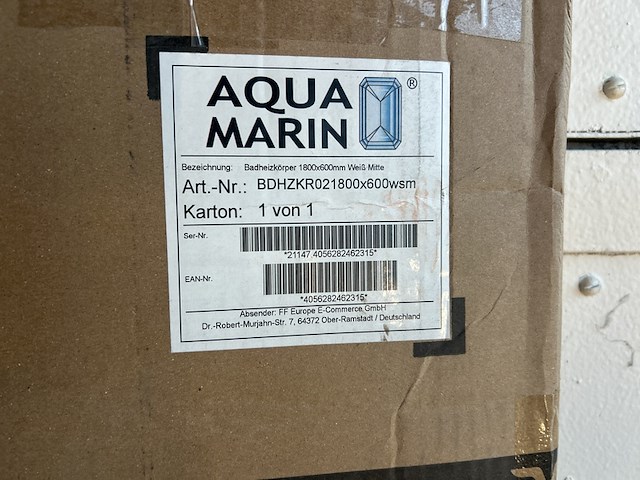 AQUA ®
MARIN
Bezeichnung: Badheizkörper 1800x600mm Weiß Mitte
Art.-Nr.: BDHZKR021800x600wsm
Karton: 1 von 1
Ser-Nr.
*21147.4056282462315*
EAN-Nr.
*4056282462315*
Absender: FF Europe E-Commerce GmbH
Dr.-Robert-Murjahn-Str. 7, 64372 Ober-Ramstadt / Deutschland